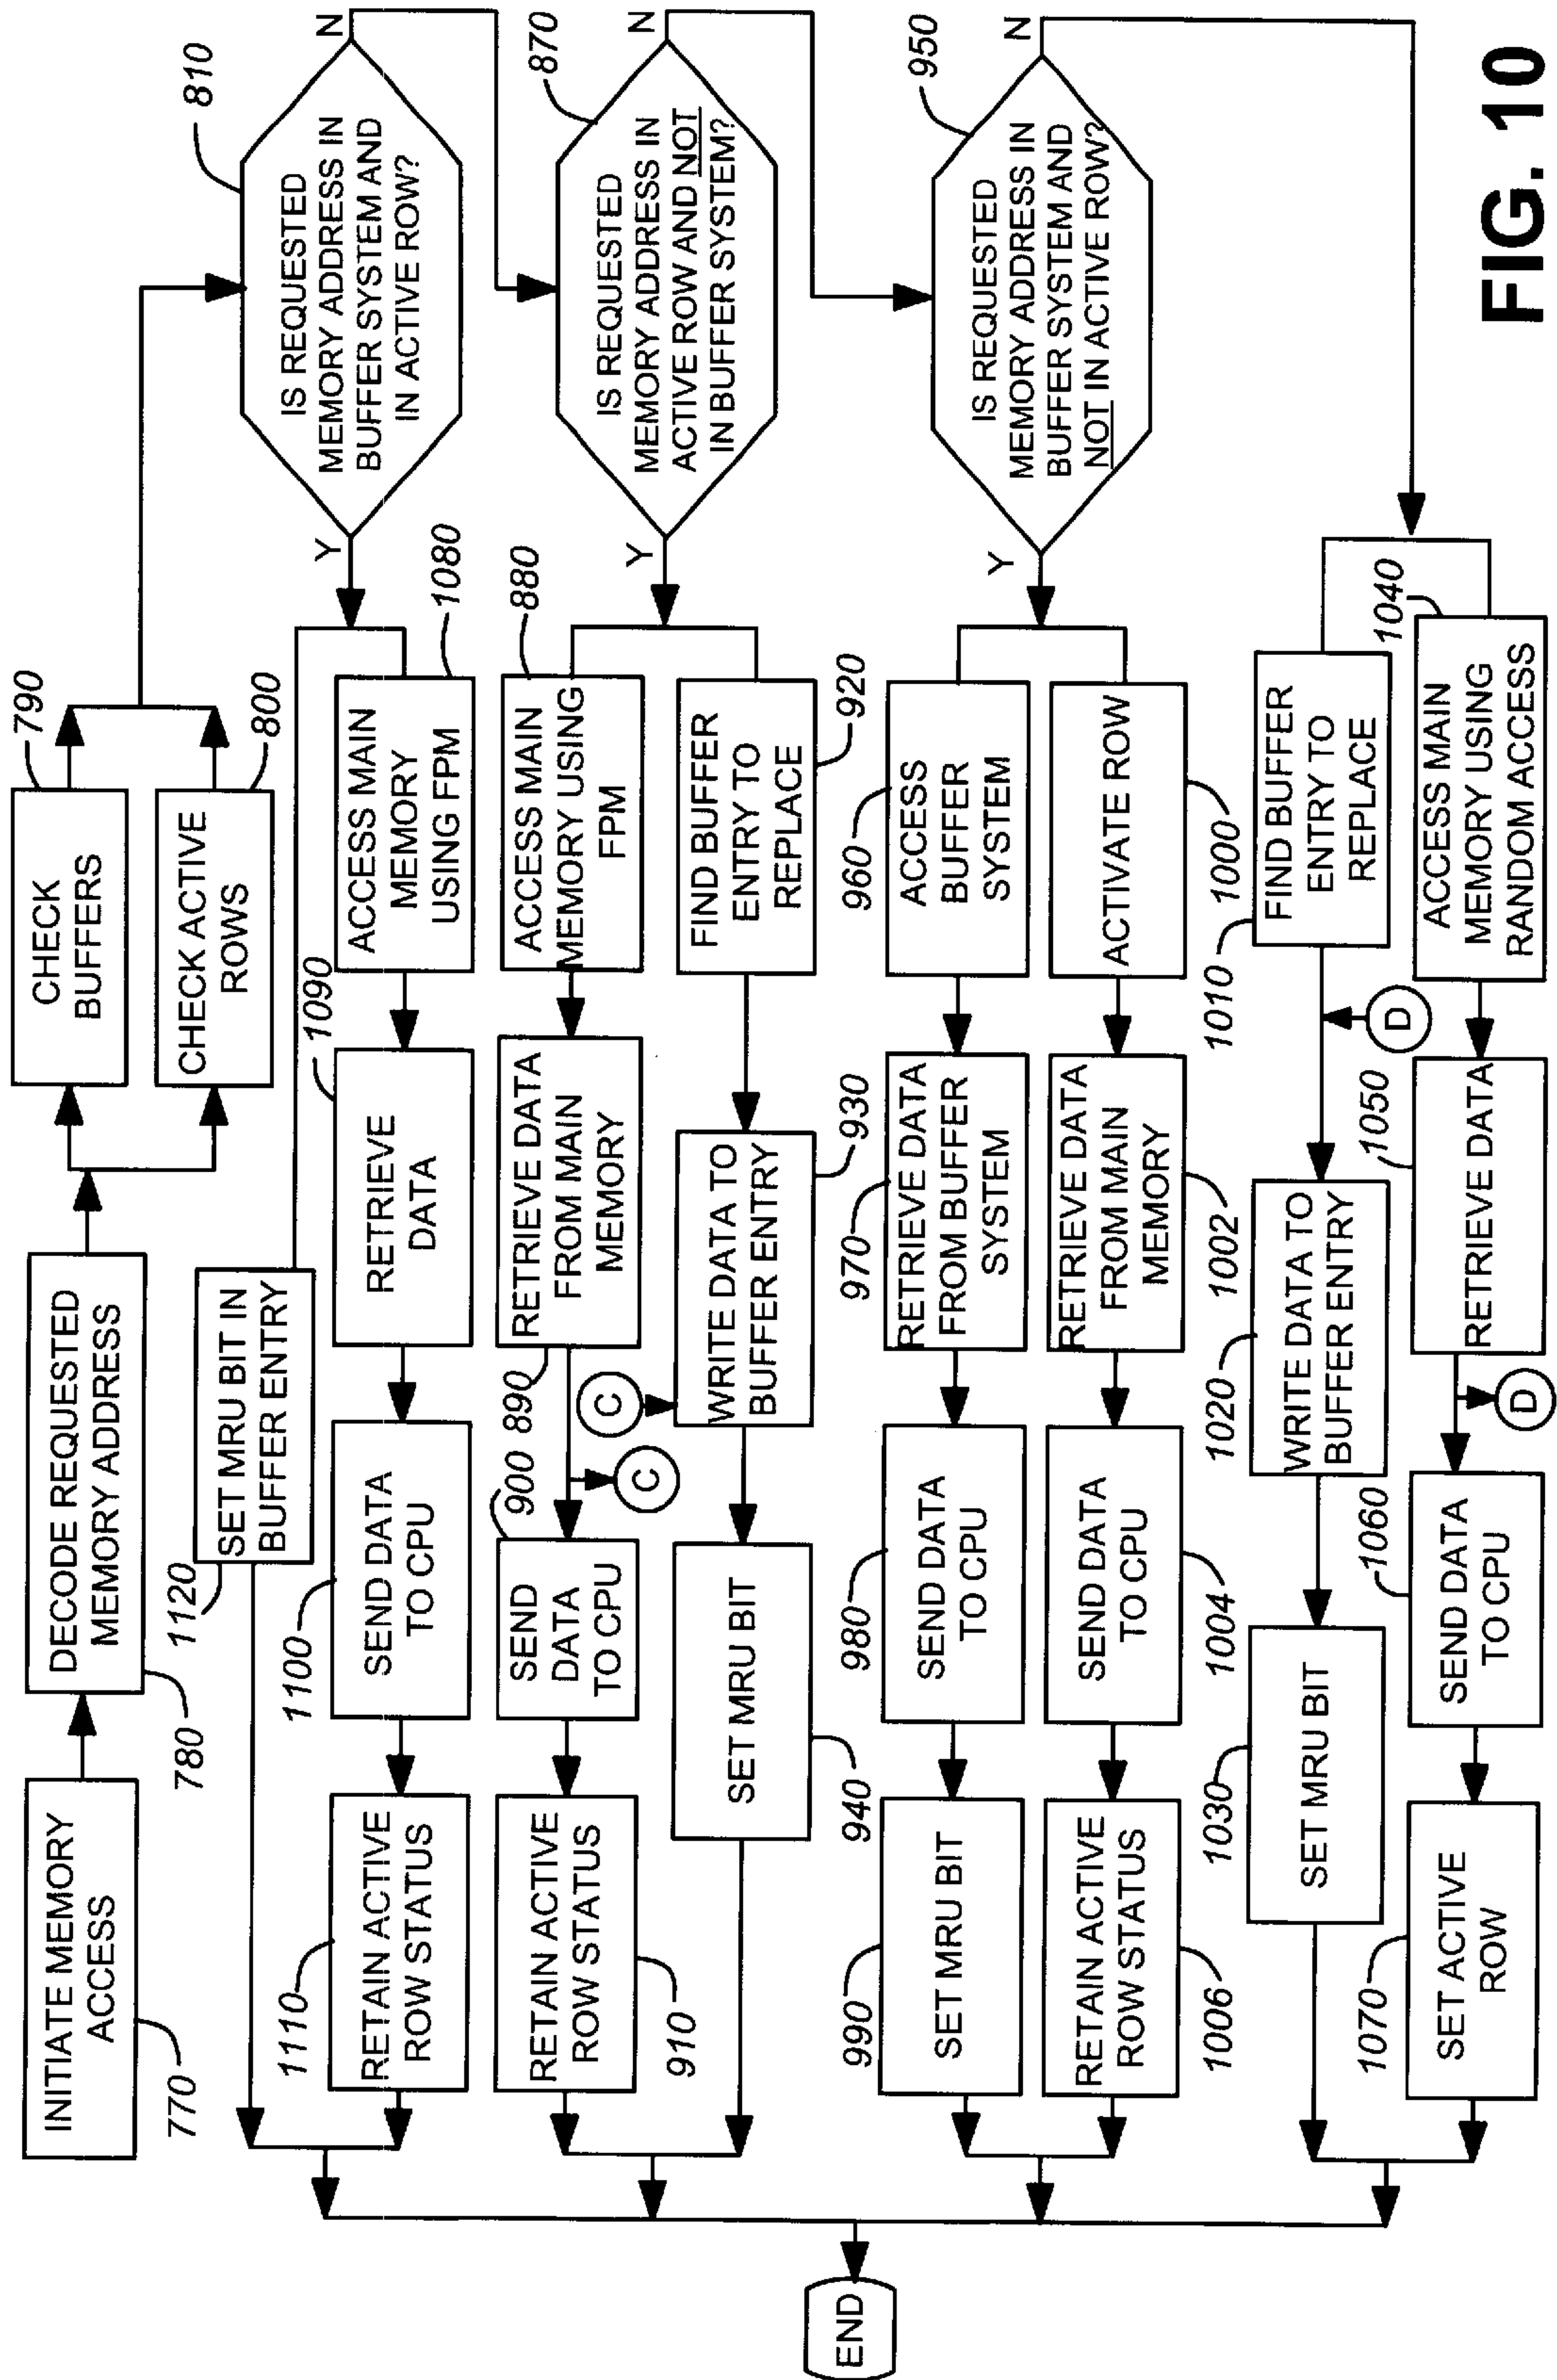 INITIATE MEMORY
ACCESS
770
DECODE REQUESTED
MEMORY ADDRESS
780
CHECK
BUFFERS
790
CHECK ACTIVE
ROWS
800
IS REQUESTED
MEMORY ADDRESS IN
BUFFER SYSTEM AND
IN ACTIVE ROW?
810
N
Y
SET MRU BIT IN
BUFFER ENTRY
1120
ACCESS MAIN
MEMORY
USING FPM
1080
RETRIEVE
DATA
1090
SEND DATA
TO CPU
1100
RETAIN ACTIVE
ROW STATUS
1110
IS REQUESTED
MEMORY ADDRESS IN
ACTIVE ROW AND NOT
IN BUFFER SYSTEM?
870
N
Y
ACCESS MAIN
MEMORY USING
FPM
880
RETRIEVE DATA
FROM MAIN
MEMORY
890
C
SEND
DATA
TO CPU
900
RETAIN ACTIVE
ROW STATUS
910
FIND BUFFER
ENTRY TO
REPLACE
920
C
WRITE DATA TO
BUFFER ENTRY
930
SET MRU BIT
940
IS REQUESTED
MEMORY ADDRESS IN
BUFFER SYSTEM AND
NOT IN ACTIVE ROW?
950
N
Y
ACCESS
BUFFER
SYSTEM
960
RETRIEVE DATA
FROM BUFFER
SYSTEM
970
SEND DATA
TO CPU
980
SET MRU BIT
990
ACTIVATE ROW
1000
RETRIEVE DATA
FROM MAIN
MEMORY
1002
SEND DATA
TO CPU
1004
RETAIN ACTIVE
ROW STATUS
1006
FIND BUFFER
ENTRY TO
REPLACE
1010
D
WRITE DATA TO
BUFFER ENTRY
1020
SET MRU BIT
1030
ACCESS MAIN
MEMORY USING
RANDOM ACCESS
1040
RETRIEVE DATA
1050
D
SEND DATA
TO CPU
1060
SET ACTIVE
ROW
1070
END
FIG. 10